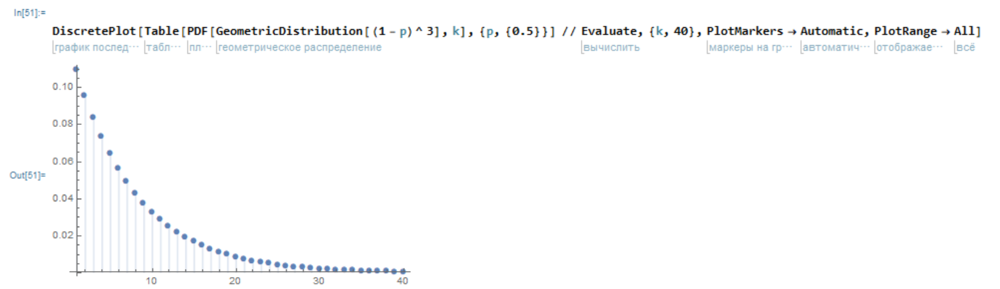 In[51]:=
DiscretePlot[Table[PDF[GeometricDistribution[(1 - p) ^ 3], k], {p, {0.5}}] // Evaluate, {k, 40}, PlotMarkers → Automatic, PlotRange → All]
график послед⋯ табл⋯ пл⋯ геометрическое распределение вычислить маркеры на гр⋯ автоматич⋯ отображае⋯ всё
0.10
0.08
0.06
Out[51]=
0.04
0.02
10 20 30 40